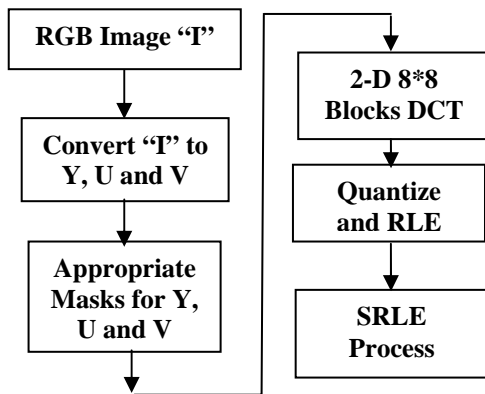 RGB Image “I”
Convert “I” to
Y, U and V
Appropriate
Masks for Y,
U and V
2-D 8*8
Blocks DCT
Quantize
and RLE
SRLE
Process